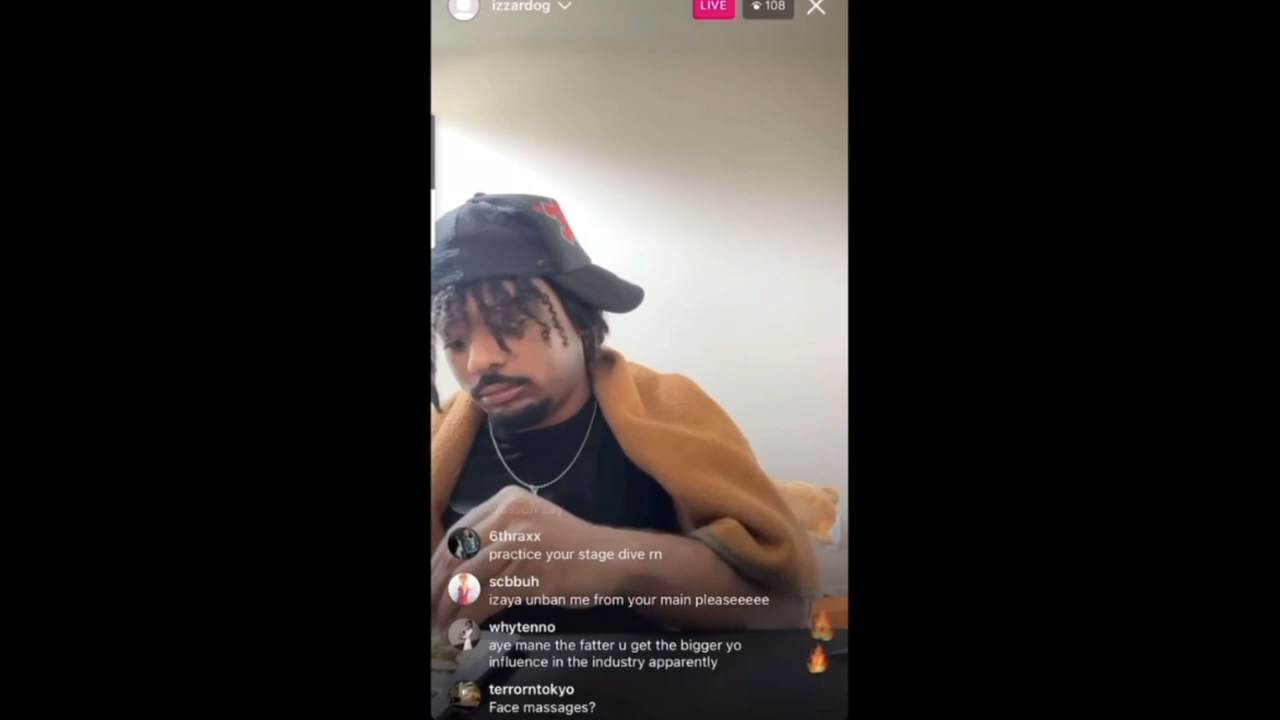 izzardog
LIVE
108
6thraxx
practice your stage dive rn
scbbuh
izaya unban me from your main pleaseeeee
whytenno
aye mane the fatter u get the bigger yo
influence in the industry apparently
terrorntokyo
Face massages?